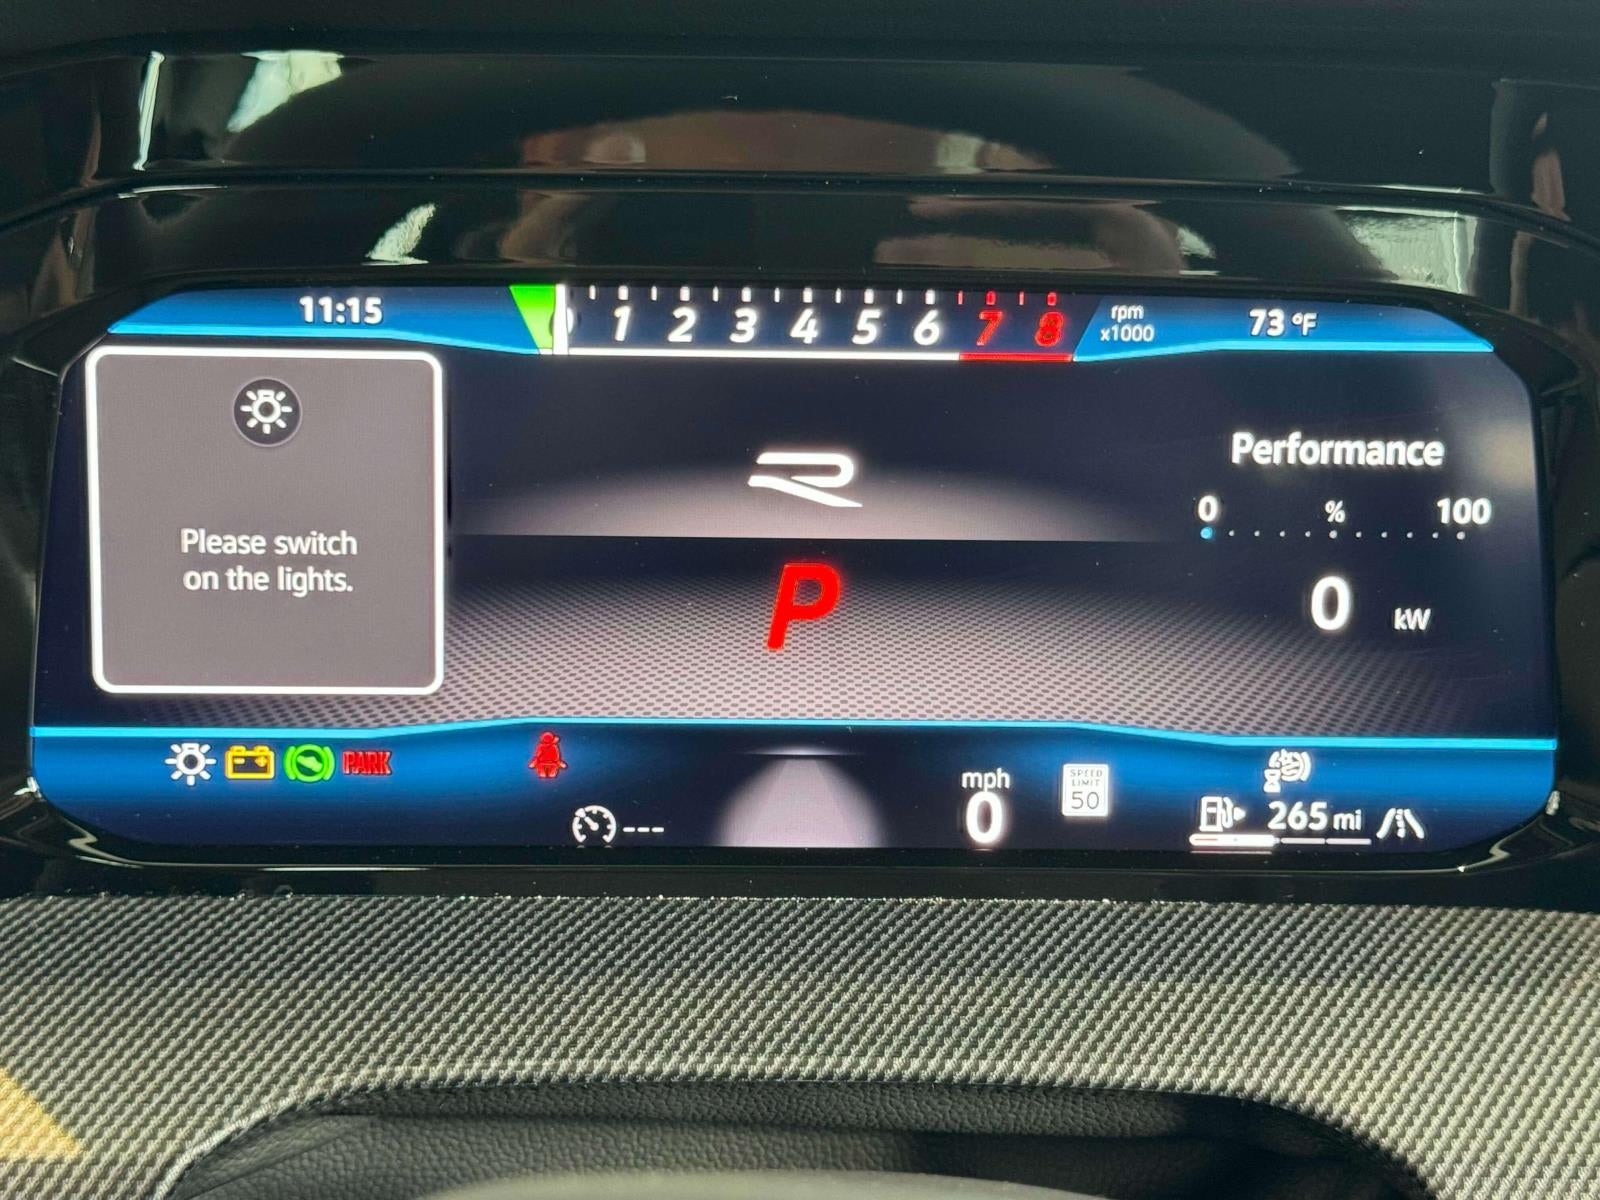 11:15
0 1 2 3 4 5 6 7 8
rpm
x1000
73 °F
Please switch
on the lights.
R
P
Performance
0 % 100
0 kW
PARK
---
mph
0
SPEED
LIMIT
50
265 mi